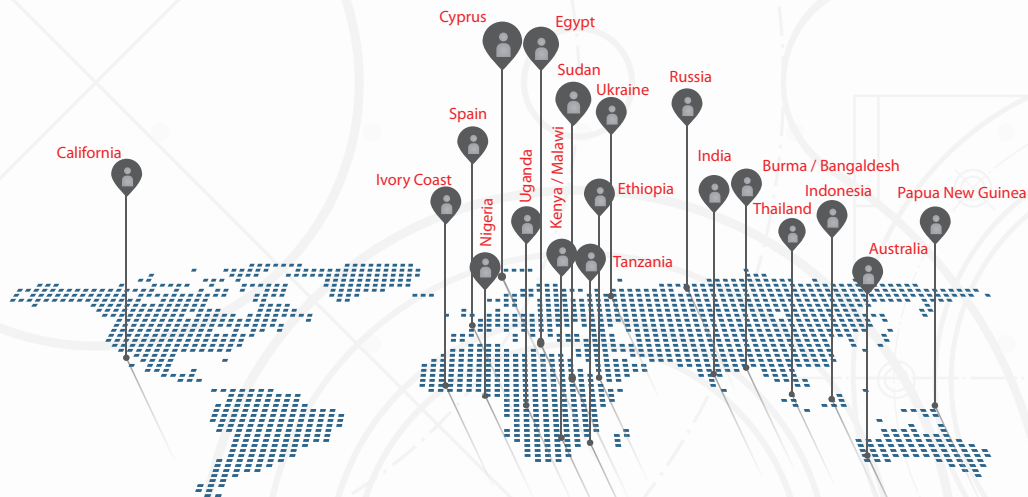 Cyprus
Egypt
Sudan
Russia
Ukraine
Spain
California
India
Burma / Bangaldesh
Ivory Coast
Uganda
Kenya / Malawi
Ethiopia
Indonesia
Papua New Guinea
Thailand
Nigeria
Australia
Tanzania